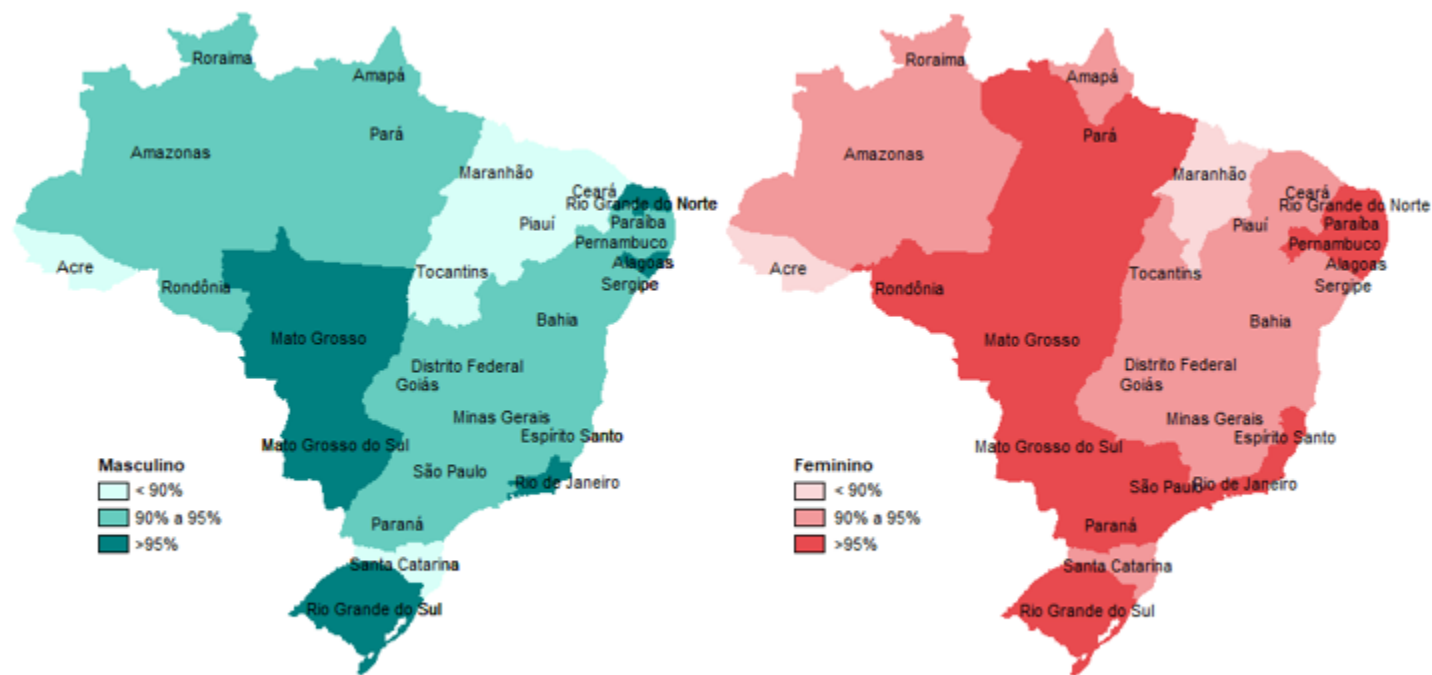 Roraima
Amapá
Pará
Amazonas
Maranhão
Ceará
Rio Grande do Norte
Piauí
Paraíba
Pernambuco
Acre
Tocantins
Alagoas
Rondônia
Sergipe
Bahia
Mato Grosso
Distrito Federal
Goiás
Minas Gerais
Espírito Santo
Mato Grosso do Sul
São Paulo
Rio de Janeiro
Paraná
Santa Catarina
Rio Grande do Sul
Masculino
< 90%
90% a 95%
>95%
Roraima
Amapá
Pará
Amazonas
Maranhão
Ceará
Rio Grande do Norte
Piauí
Paraíba
Pernambuco
Acre
Tocantins
Alagoas
Rondônia
Sergipe
Bahia
Mato Grosso
Distrito Federal
Goiás
Minas Gerais
Espírito Santo
Mato Grosso do Sul
São Paulo
Rio de Janeiro
Paraná
Santa Catarina
Rio Grande do Sul
Feminino
< 90%
90% a 95%
>95%